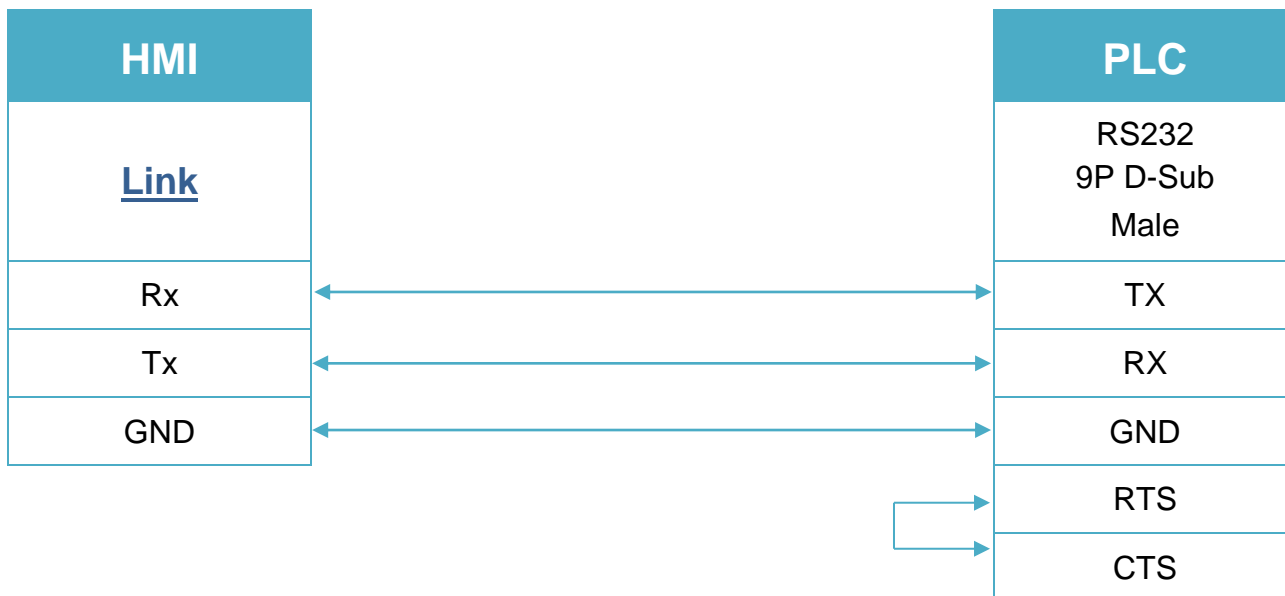 HMI
PLC
Link
RS232
9P D-Sub
Male
Rx
TX
Tx
RX
GND
GND
RTS
CTS